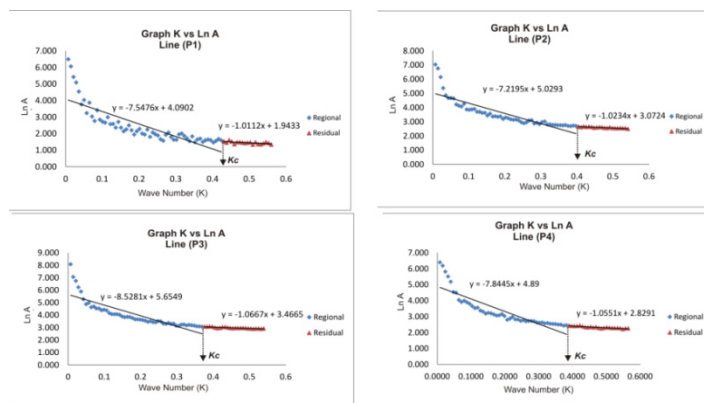 Graph K vs Ln A
Line (P1)
7.000
6.000
5.000
4.000
3.000
2.000
1.000
0.000
Ln A
y = -7.5476x + 4.0902
y = -1.0112x + 1.9433
Regional
Residual
Kc
0 0.1 0.2 0.3 0.4 0.5 0.6
Wave Number (K)
Graph K vs Ln A
Line (P2)
8.000
7.000
6.000
5.000
4.000
3.000
2.000
1.000
0.000
Ln A
y = -7.2195x + 5.0293
y = -1.0234x + 3.0724
Regional
Residual
Kc
0 0.1 0.2 0.3 0.4 0.5 0.6
Wave Number (K)
Graph K vs Ln A
Line (P3)
9.000
8.000
7.000
6.000
5.000
4.000
3.000
2.000
1.000
0.000
Ln A
y = -8.5281x + 5.6549
y = -1.0667x + 3.4665
Regional
Residual
Kc
0 0.1 0.2 0.3 0.4 0.5 0.6
Wave Number (K)
Graph K vs Ln A
Line (P4)
7.000
6.000
5.000
4.000
3.000
2.000
1.000
0.000
Ln A
y = -7.8445x + 4.89
y = -1.0551x + 2.8291
Regional
Residual
Kc
0.0000 0.1000 0.2000 0.3000 0.4000 0.5000 0.6000
Wave Number (K)